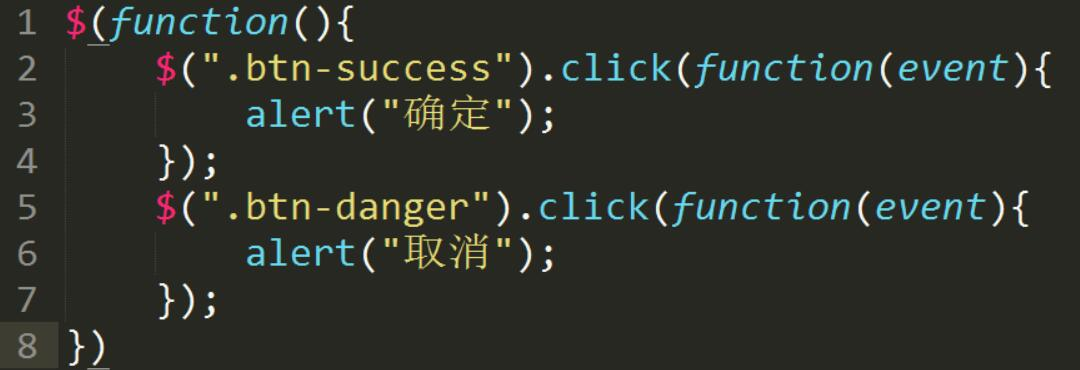 1 $(function(){
2     $(".btn-success").click(function(event){
3         alert("确定");
4     });
5     $(".btn-danger").click(function(event){
6         alert("取消");
7     });
8 })